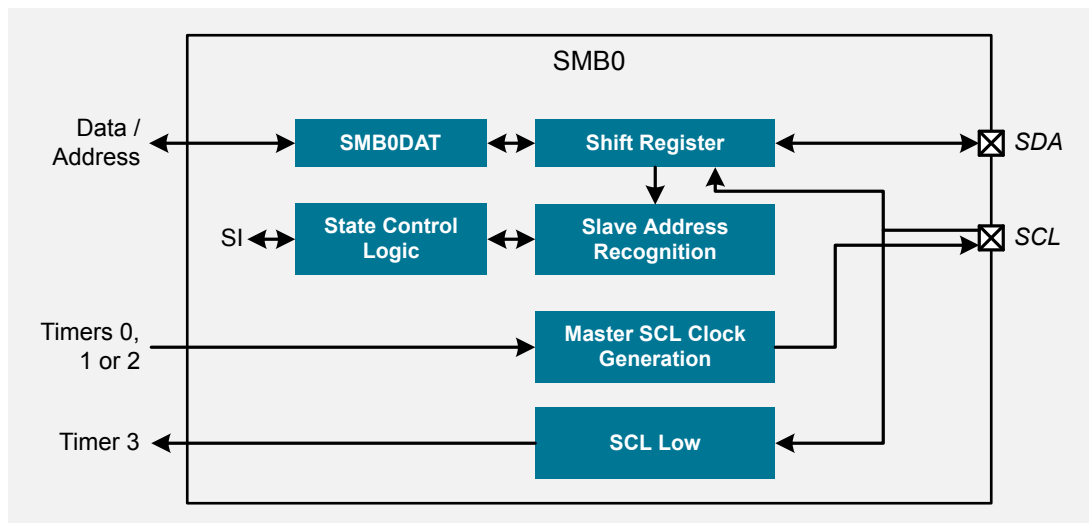 SMB0
Data /
Address
SMB0DAT
Shift Register
SDA
SI
State Control
Logic
Slave Address
Recognition
SCL
Timers 0,
1 or 2
Master SCL Clock
Generation
Timer 3
SCL Low